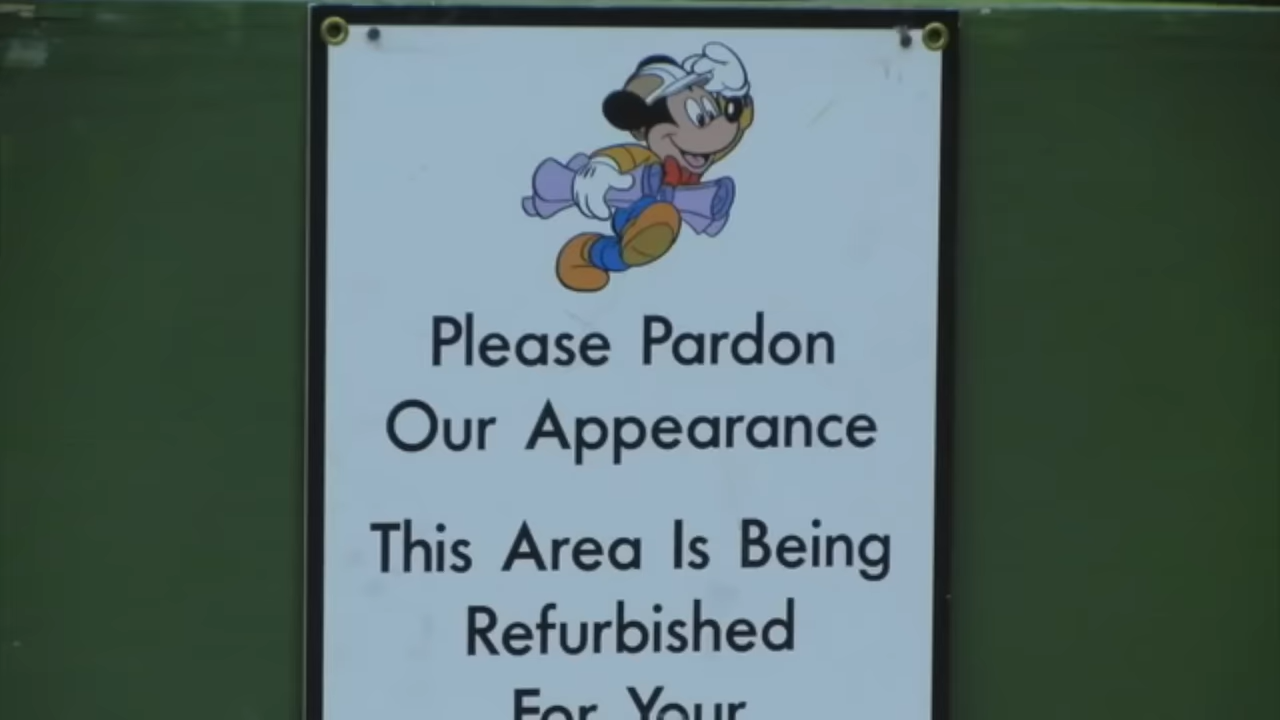 Please Pardon
Our Appearance
This Area Is Being
Refurbished
For Your